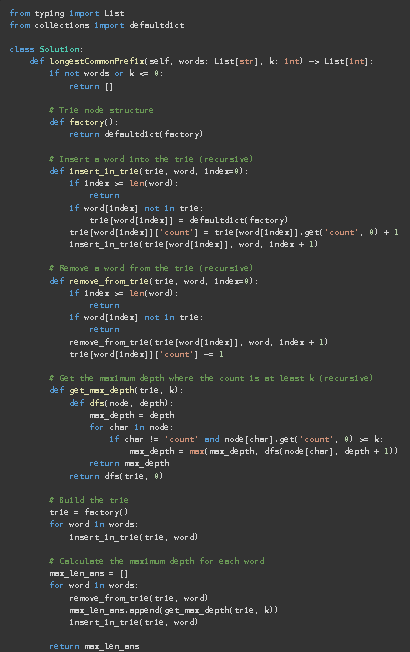 from typing import List
from collections import defaultdict

class Solution:
    def longestCommonPrefix(self, words: List[str], k: int) -> List[int]:
        if not words or k <= 0:
            return []

        # Trie node structure
        def factory():
            return defaultdict(factory)

        # Insert a word into the trie (recursive)
        def insert_in_trie(trie, word, index=0):
            if index >= len(word):
                return
            if word[index] not in trie:
                trie[word[index]] = defaultdict(factory)
            trie[word[index]]['count'] = trie[word[index]].get('count', 0) + 1
            insert_in_trie(trie[word[index]], word, index + 1)

        # Remove a word from the trie (recursive)
        def remove_from_trie(trie, word, index=0):
            if index >= len(word):
                return
            if word[index] not in trie:
                return
            remove_from_trie(trie[word[index]], word, index + 1)
            trie[word[index]]['count'] -= 1

        # Get the maximum depth where the count is at least k (recursive)
        def get_max_depth(trie, k):
            def dfs(node, depth):
                max_depth = depth
                for char in node:
                    if char != 'count' and node[char].get('count', 0) >= k:
                        max_depth = max(max_depth, dfs(node[char], depth + 1))
                return max_depth
            return dfs(trie, 0)

        # Build the trie
        trie = factory()
        for word in words:
            insert_in_trie(trie, word)

        # Calculate the maximum depth for each word
        max_len_ans = []
        for word in words:
            remove_from_trie(trie, word)
            max_len_ans.append(get_max_depth(trie, k))
            insert_in_trie(trie, word)

        return max_len_ans